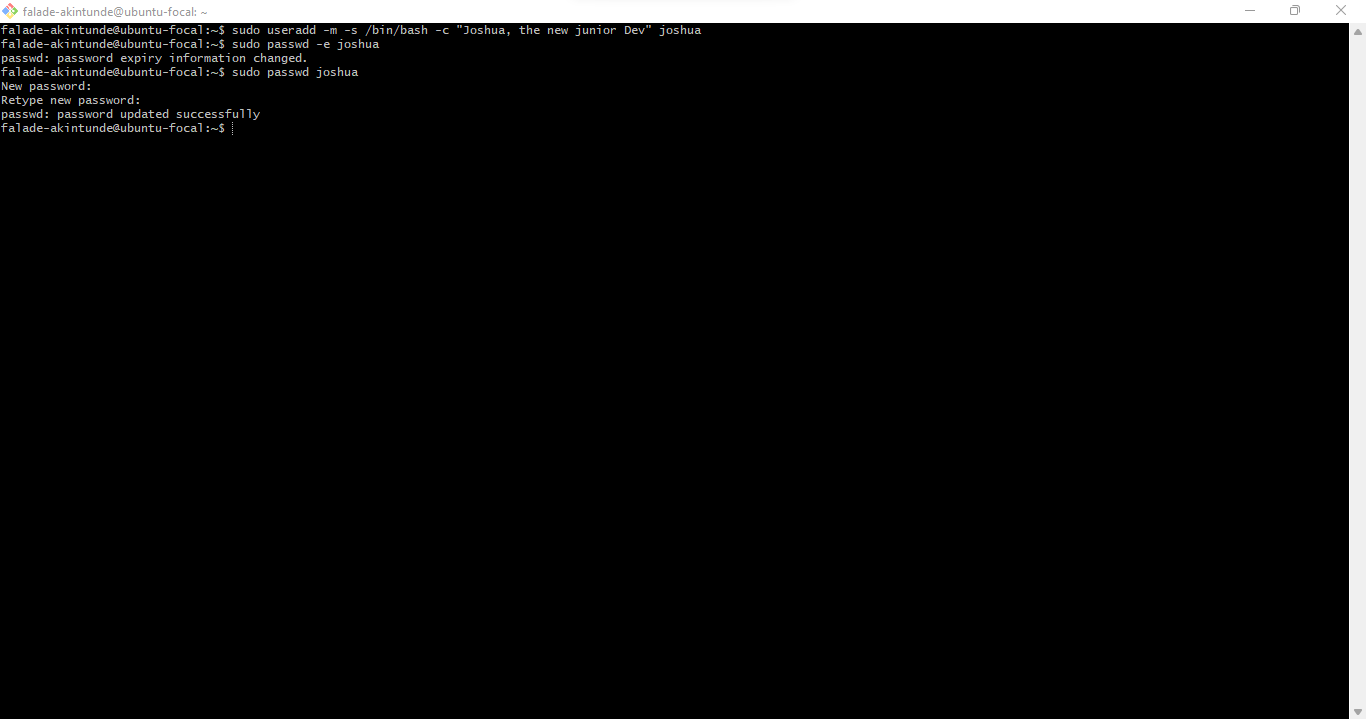 falade-akintunde@ubuntu-focal: ~
falade-akintunde@ubuntu-focal:~$ sudo useradd -m -s /bin/bash -c "Joshua, the new junior Dev" joshua
falade-akintunde@ubuntu-focal:~$ sudo passwd -e joshua
passwd: password expiry information changed.
falade-akintunde@ubuntu-focal:~$ sudo passwd joshua
New password:
Retype new password:
passwd: password updated successfully
falade-akintunde@ubuntu-focal:~$